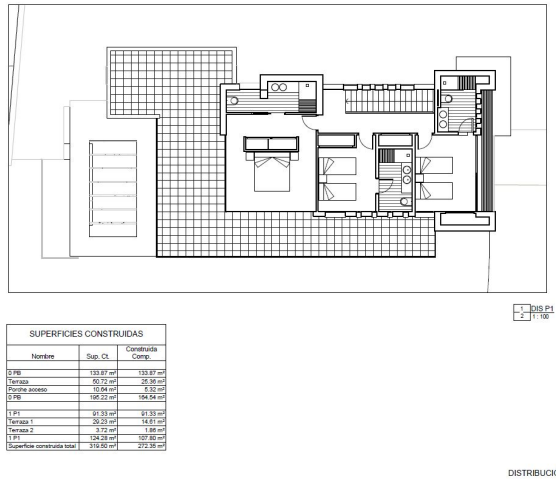 1 DIS P1
2 1 : 100
SUPERFICIES CONSTRUIDAS
Nombre Sup. Ct. Construida Comp.
0 PB 133.87 m² 133.87 m²
Terraza 50.72 m² 25.36 m²
Porche acceso 10.64 m² 5.32 m²
0 PB 195.22 m² 164.54 m²
1 P1 91.33 m² 91.33 m²
Terraza 1 29.23 m² 14.61 m²
Terraza 2 3.72 m² 1.86 m²
1 P1 124.28 m² 107.80 m²
Superficie construida total 319.50 m² 272.35 m²
DISTRIBUCIO